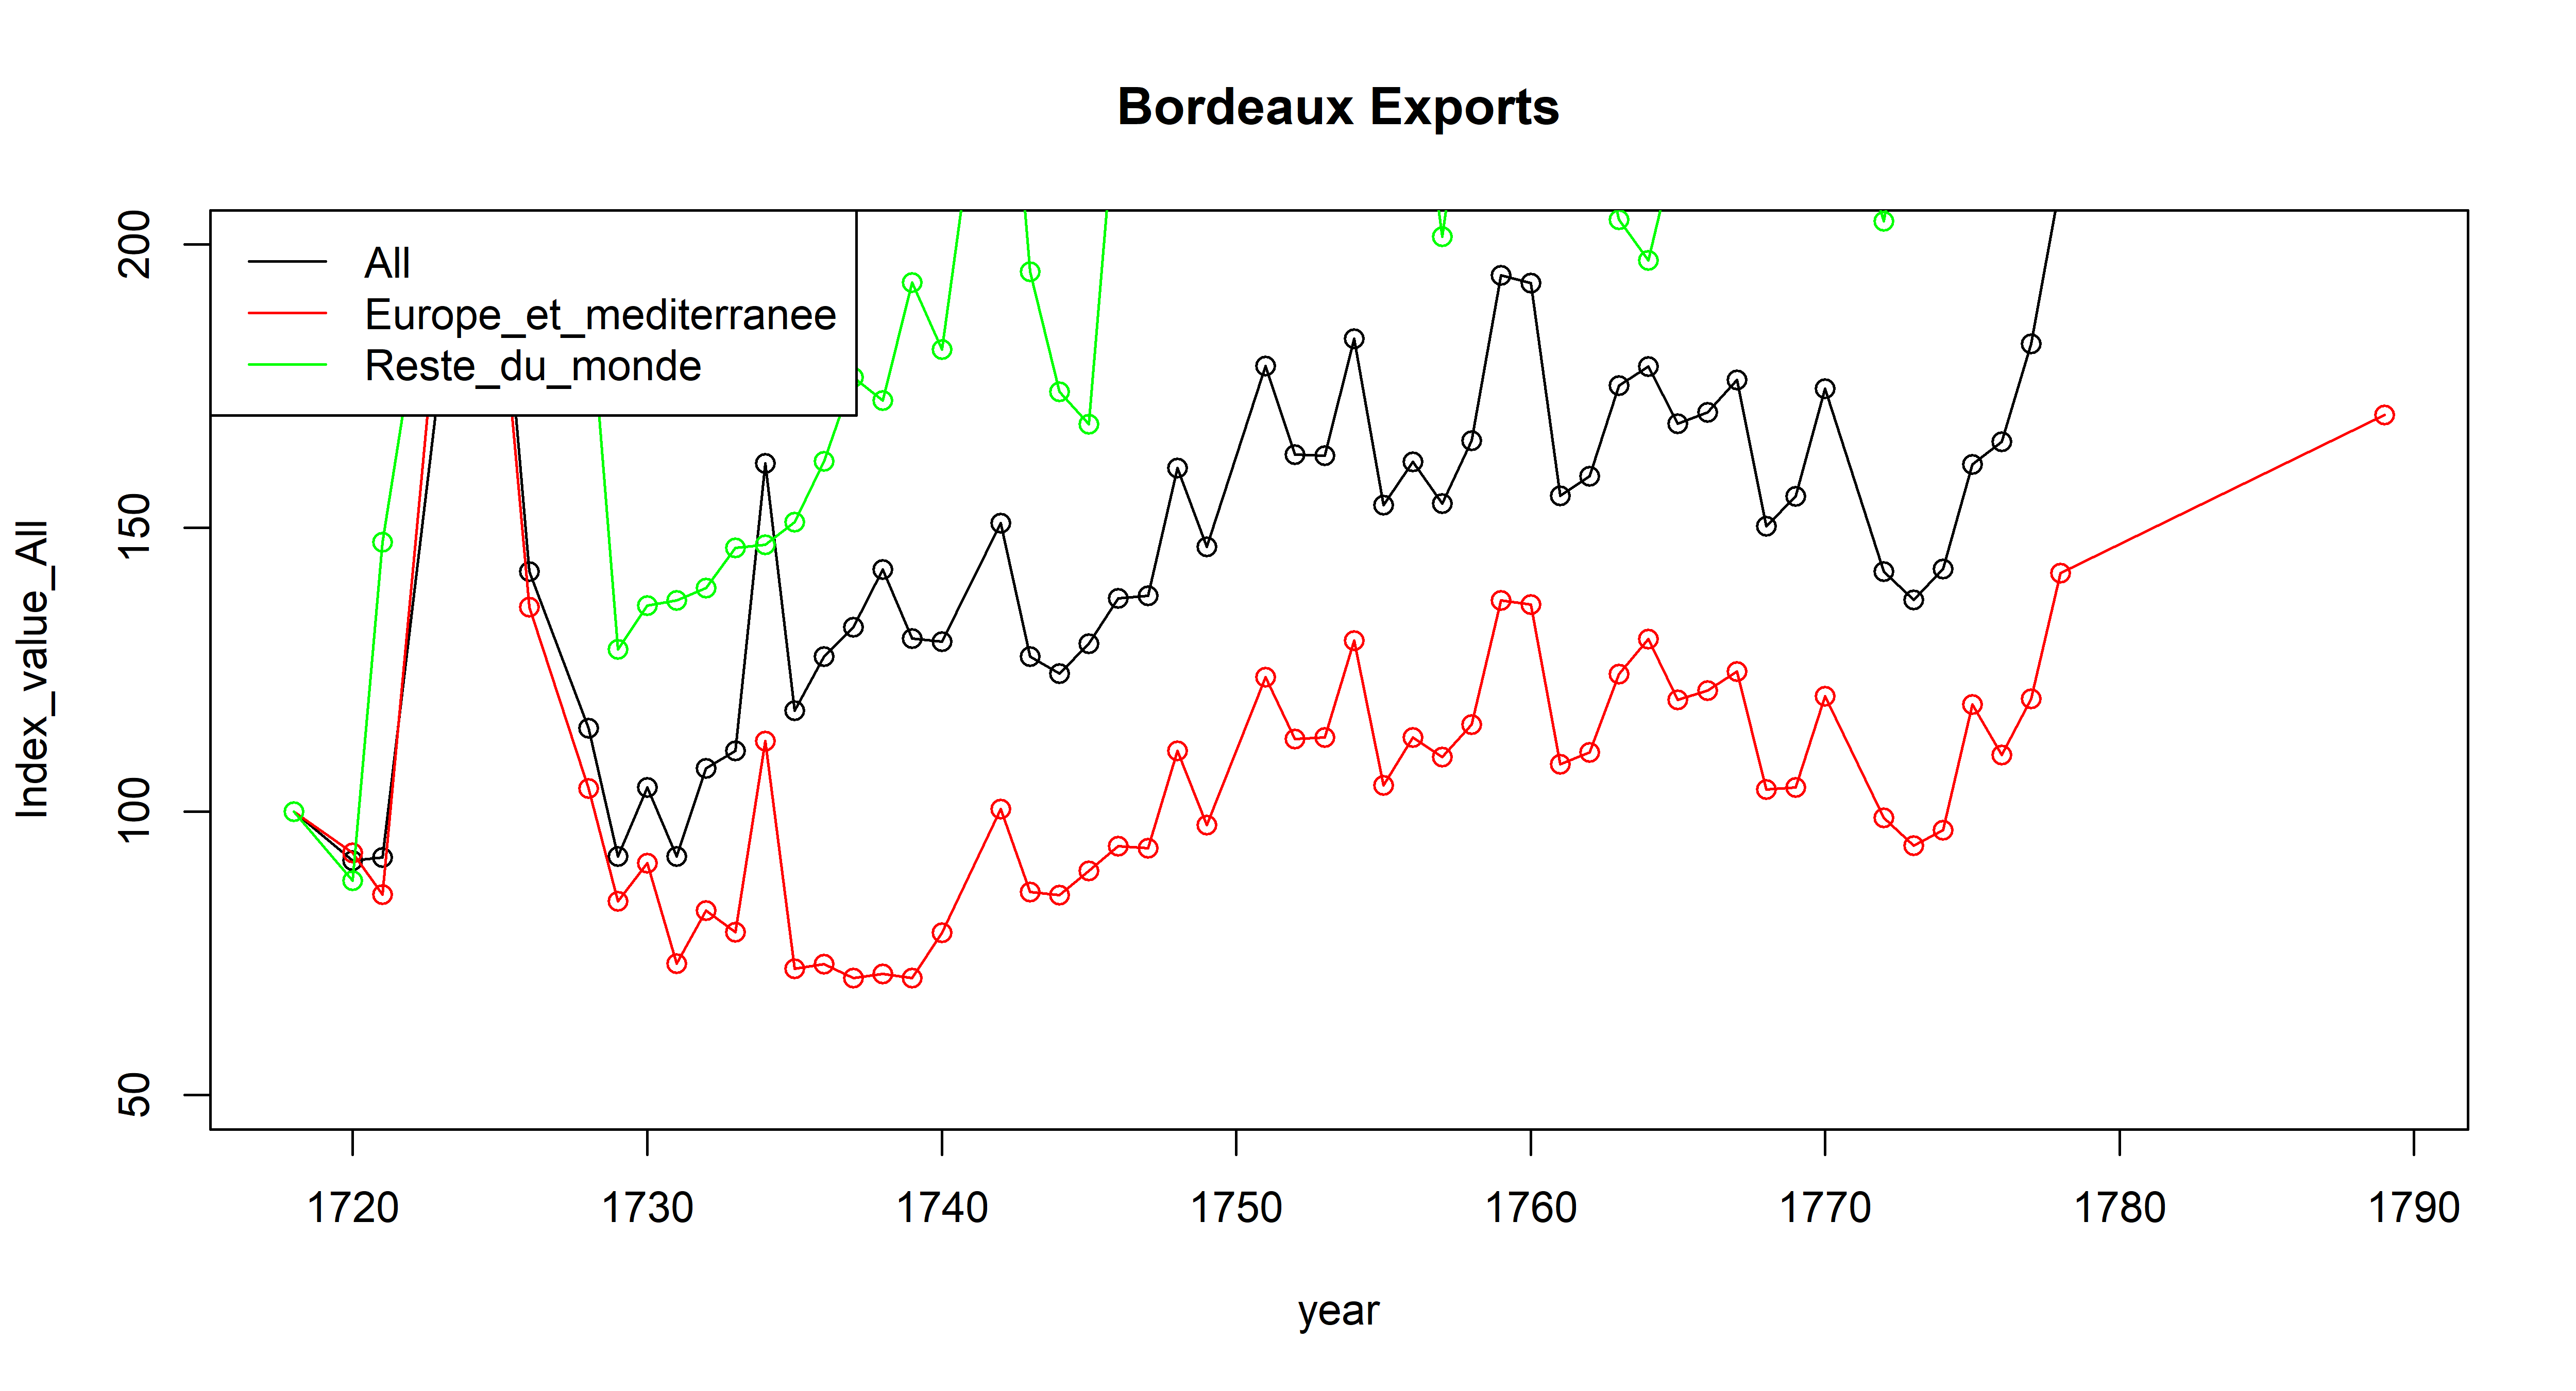 Bordeaux Exports
All
Europe_et_mediterranee
Reste_du_monde
Index_value_All
200
150
100
50
1720 1730 1740 1750 1760 1770 1780 1790
year